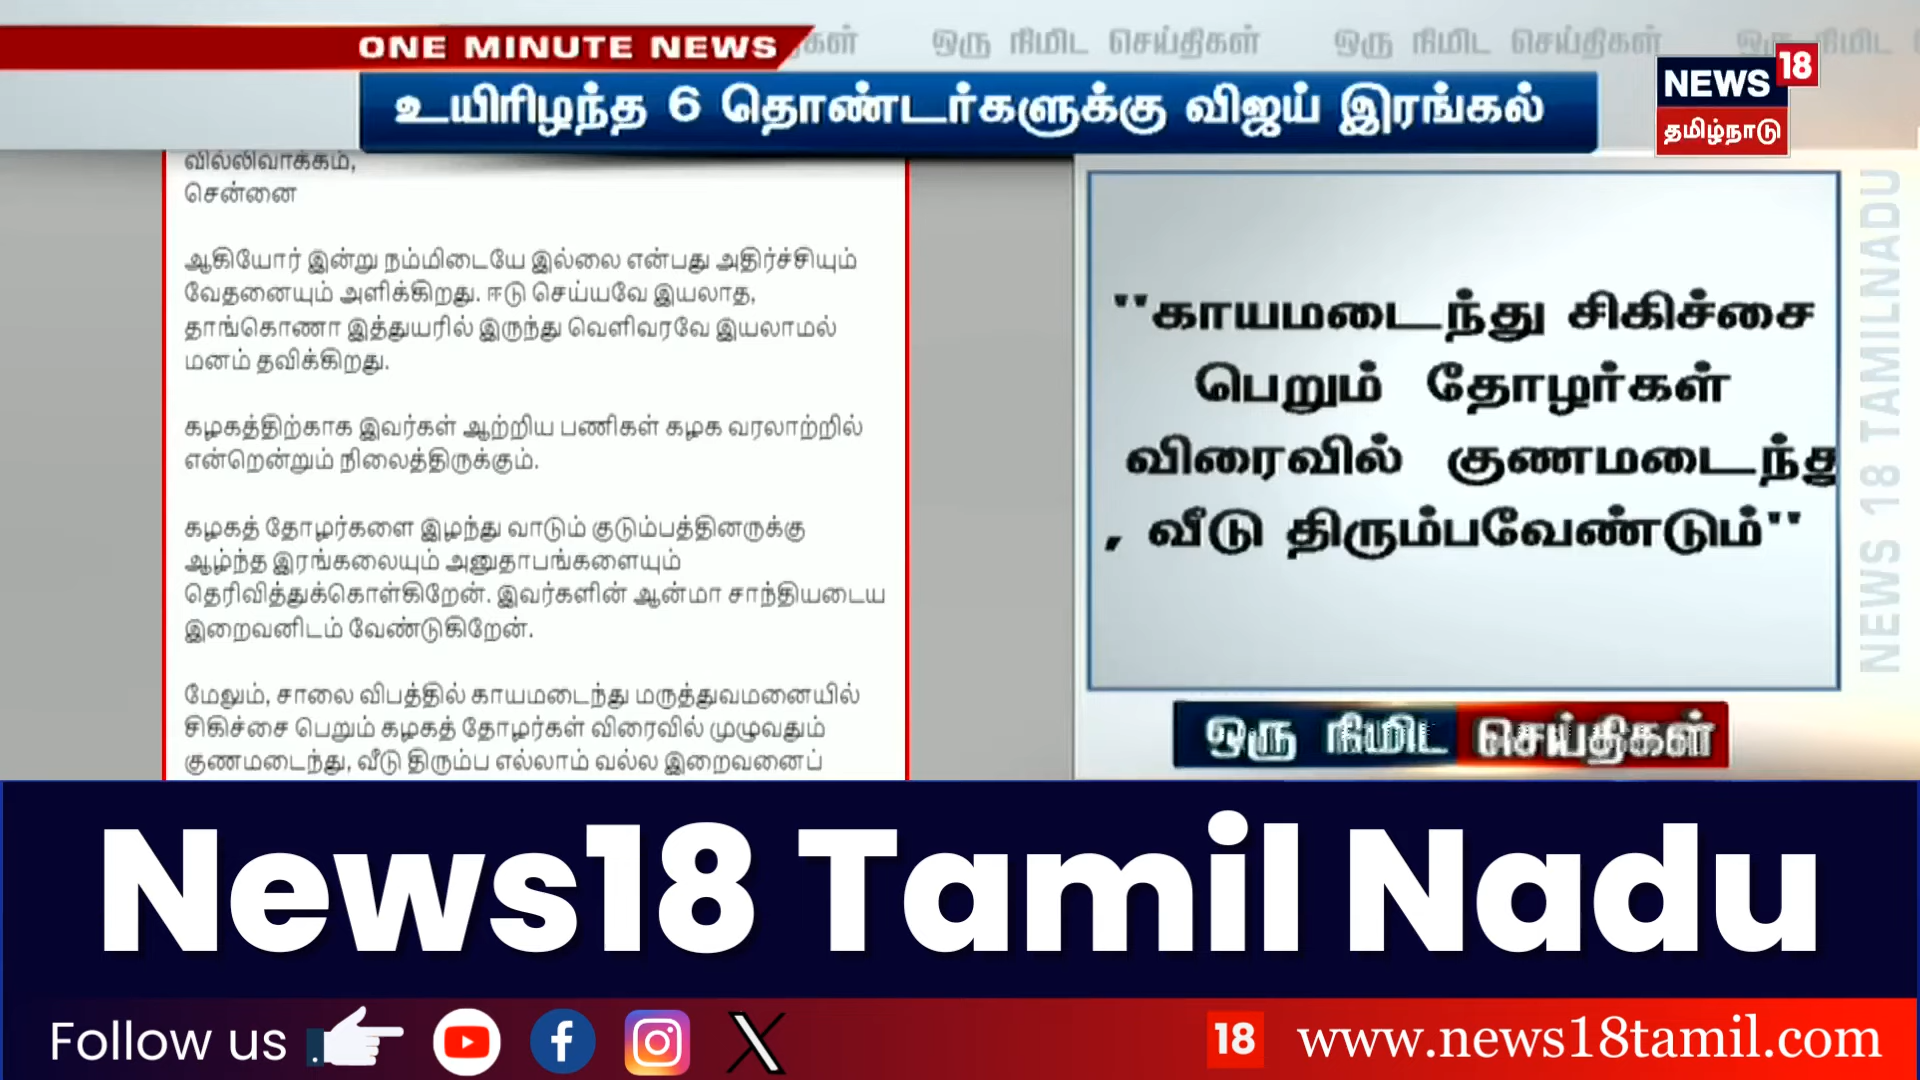 ONE MINUTE NEWS
கள் ஒரு நிமிட செய்திகள் ஒரு நிமிட செய்திகள் ஒரு நிமிட
உயிரிழந்த 6 தொண்டர்களுக்கு விஜய் இரங்கல்
NEWS 18
தமிழ்நாடு
வில்லிவாக்கம்,
சென்னை
ஆகியோர் இன்று நம்மிடையே இல்லை என்பது அதிர்ச்சியும்
வேதனையும் அளிக்கிறது. ஈடு செய்யவே இயலாத,
தாங்கொணா இத்துயரில் இருந்து வெளிவரவே இயலாமல்
மனம் தவிக்கிறது.
கழகத்திற்காக இவர்கள் ஆற்றிய பணிகள் கழக வரலாற்றில்
என்றென்றும் நிலைத்திருக்கும்.
கழகத் தோழர்களை இழந்து வாடும் குடும்பத்தினருக்கு
ஆழ்ந்த இரங்கலையும் அனுதாபங்களையும்
தெரிவித்துக்கொள்கிறேன். இவர்களின் ஆன்மா சாந்தியடைய
இறைவனிடம் வேண்டுகிறேன்.
மேலும், சாலை விபத்தில் காயமடைந்து மருத்துவமனையில்
சிகிச்சை பெறும் கழகத் தோழர்கள் விரைவில் முழுவதும்
குணமடைந்து, வீடு திரும்ப எல்லாம் வல்ல இறைவனைப்
"காயமடைந்து சிகிச்சை
பெறும் தோழர்கள்
விரைவில் குணமடைந்து
, வீடு திரும்பவேண்டும்"
NEWS 18 TAMILNADU
ஒரு நிமிட செய்திகள்
News18 Tamil Nadu
Follow us
18 www.news18tamil.com